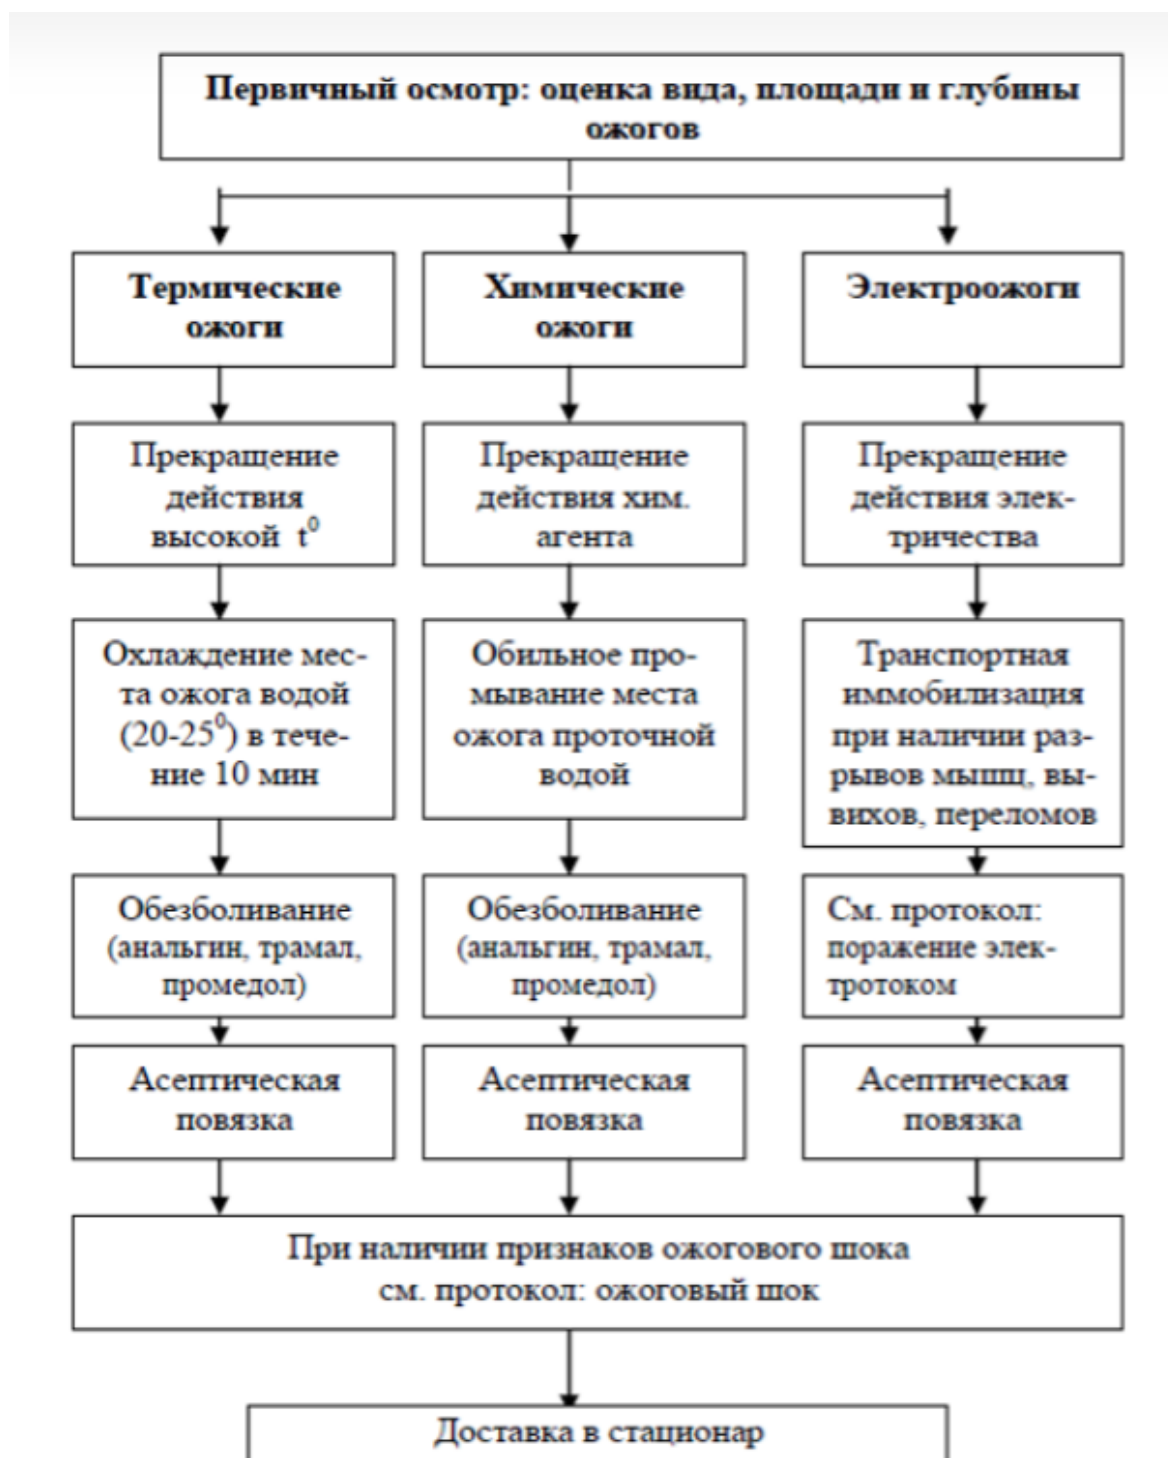 Первичный осмотр: оценка вида, площади и глубины
ожогов
Термические
ожоги
Химические
ожоги
Электроожоги
Прекращение
действия
высокой t⁰
Прекращение
действия хим.
агента
Прекращение
действия элек-
тричества
Охлаждение мес-
та ожога водой
(20-25⁰) в тече-
ние 10 мин
Обильное про-
мывание места
ожога проточной
водой
Транспортная
иммобилизация
при наличии раз-
рывов мышц, вы-
вихов, переломов
Обезболивание
(анальгин, трамал,
промедол)
Обезболивание
(анальгин, трамал,
промедол)
См. протокол:
поражение элек-
тротоком
Асептическая
повязка
Асептическая
повязка
Асептическая
повязка
При наличии признаков ожогового шока
см. протокол: ожоговый шок
Доставка в стационар